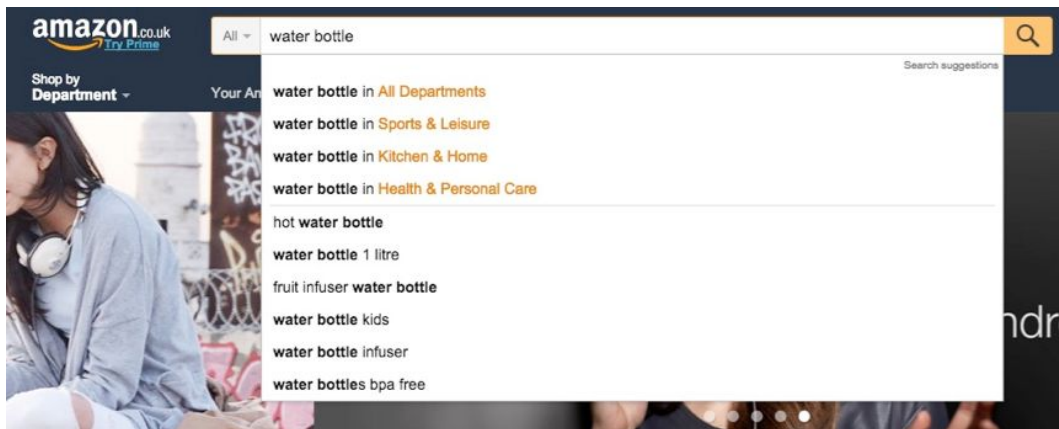 amazon.co.uk
Try Prime
All
water bottle
Search suggestions
Shop by
Department
Your Am
water bottle in All Departments
water bottle in Sports & Leisure
water bottle in Kitchen & Home
water bottle in Health & Personal Care
hot water bottle
water bottle 1 litre
fruit infuser water bottle
water bottle kids
water bottle infuser
water bottles bpa free
ndr